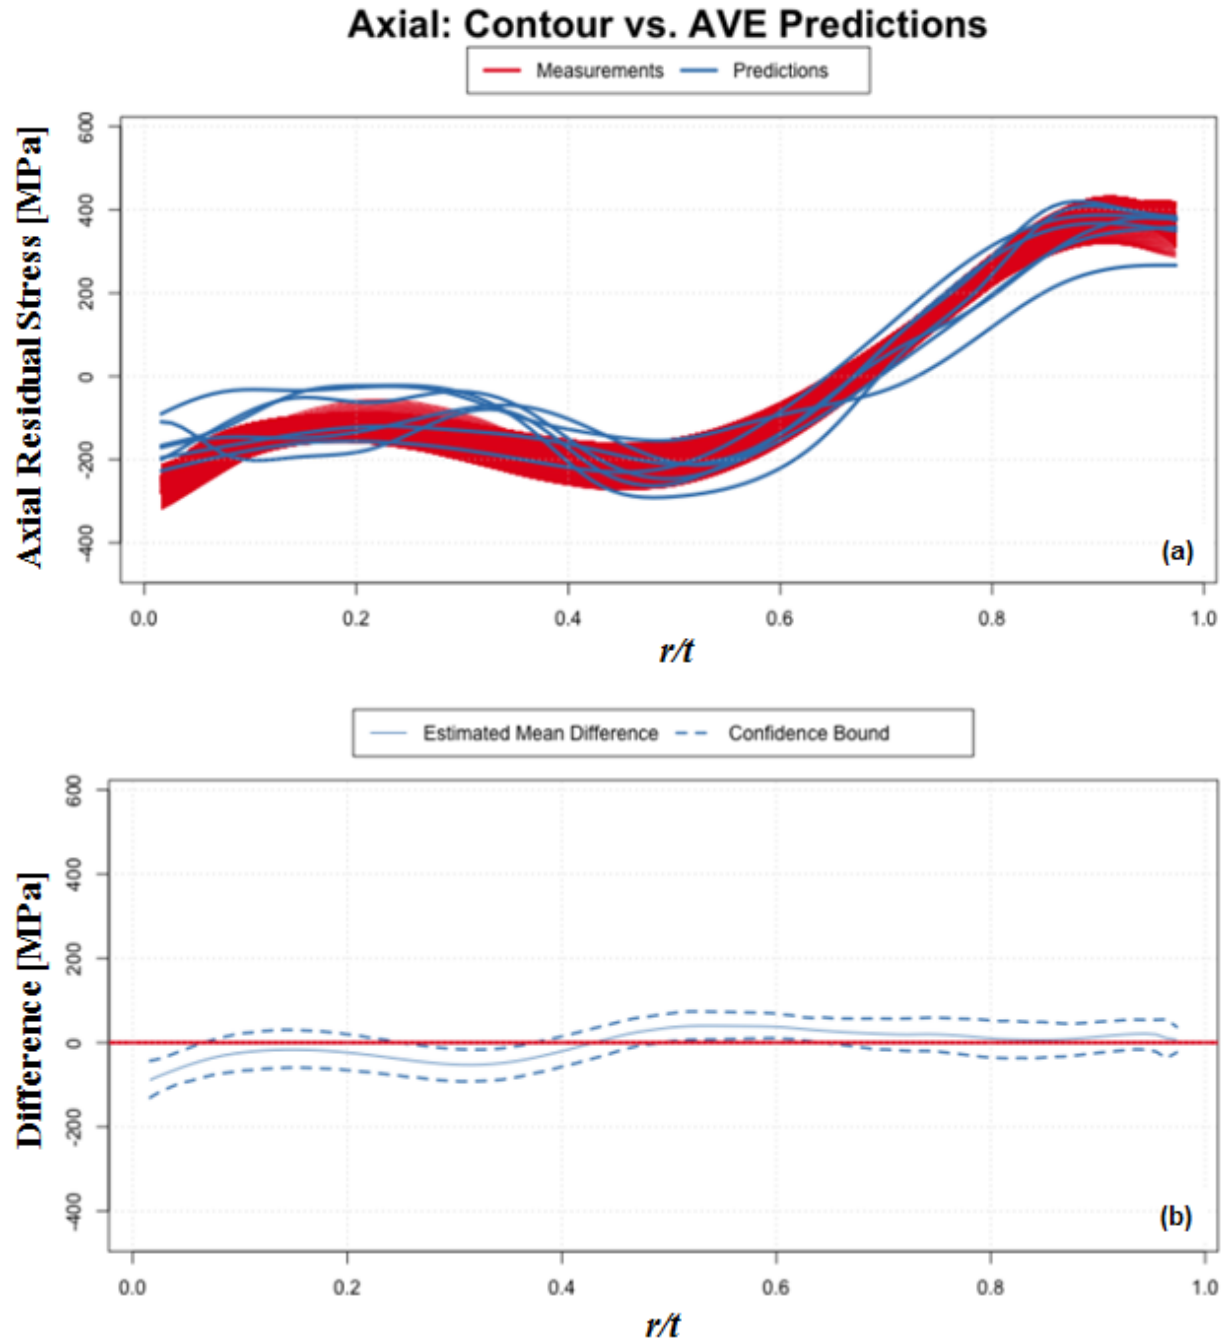 Axial: Contour vs. AVE Predictions
Measurements Predictions
Axial Residual Stress [MPa]
600
400
200
0
-200
-400
(a)
0.0 0.2 0.4 0.6 0.8 1.0
r/t
Estimated Mean Difference Confidence Bound
Difference [MPa]
600
400
200
0
-200
-400
(b)
0.0 0.2 0.4 0.6 0.8 1.0
r/t